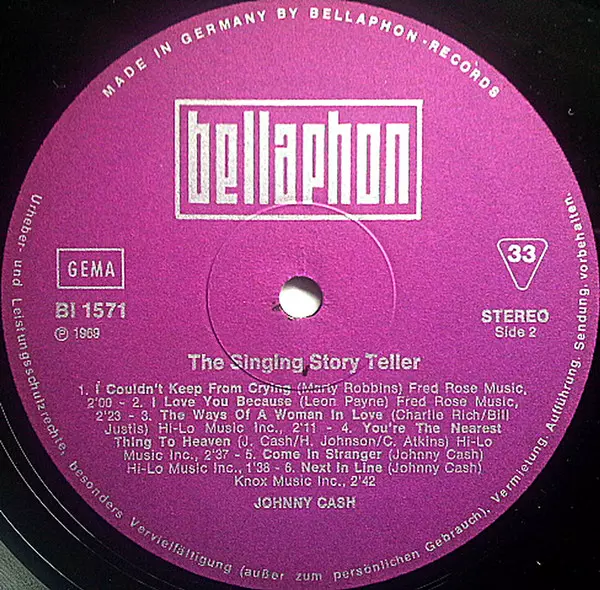 MADE IN GERMANY BY BELLAPHON-RECORDS
bellaphon
GEMA
33
BI 1571
℗ 1969
STEREO
Side 2
The Singing Story Teller
1. I Couldn't Keep From Crying (Marty Robbins) Fred Rose Music,
2'00 - 2. I Love You Because (Leon Payne) Fred Rose Music,
2'23 - 3. The Ways Of A Woman In Love (Charlie Rich/Bill
Justis) Hi-Lo Music Inc., 2'11 - 4. You're The Nearest
Thing To Heaven (J. Cash/H. Johnson/C. Atkins) Hi-Lo
Music Inc., 2'37 - 5. Come In Stranger (Johnny Cash)
Hi-Lo Music Inc., 1'38 - 6. Next In Line (Johnny Cash)
Knox Music Inc., 2'42
JOHNNY CASH
Urheber- und Leistungsschutzrechte, besonders Vervielfältigung (außer zum persönlichen Gebrauch), Vermietung, Aufführung, Sendung, vorbehalten.